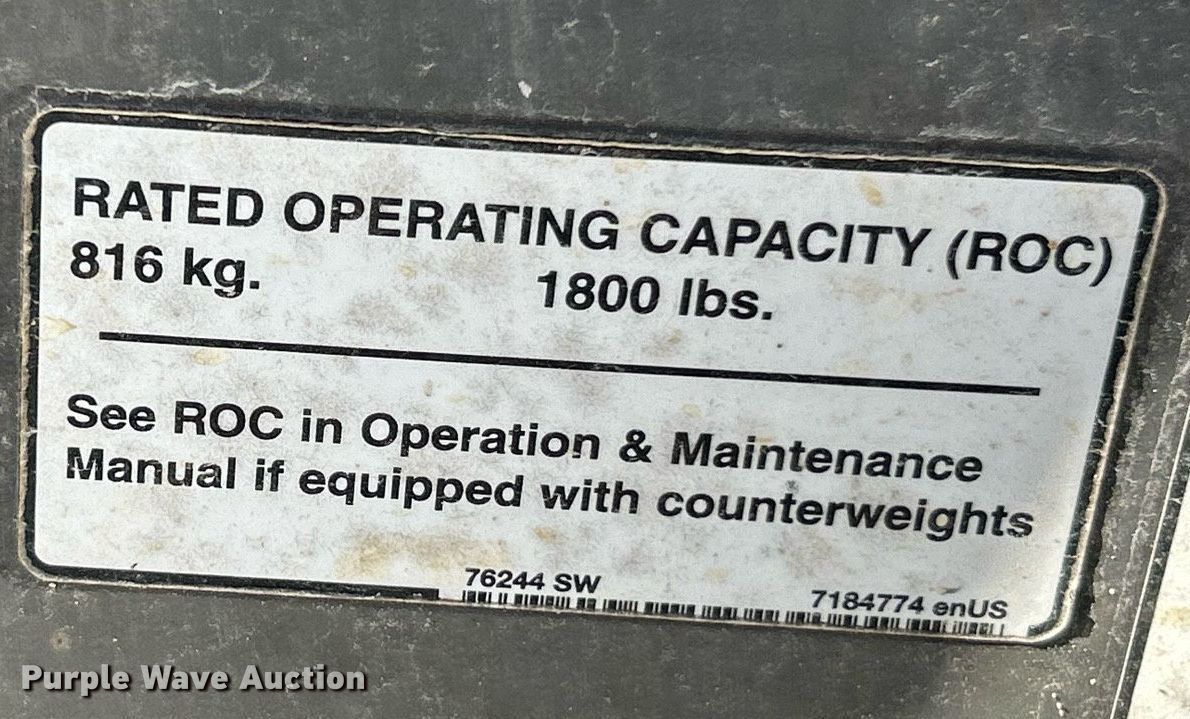 RATED OPERATING CAPACITY (ROC)
816 kg. 1800 lbs.
See ROC in Operation & Maintenance
Manual if equipped with counterweights
76244 SW 7184774 enUS
Purple Wave Auction